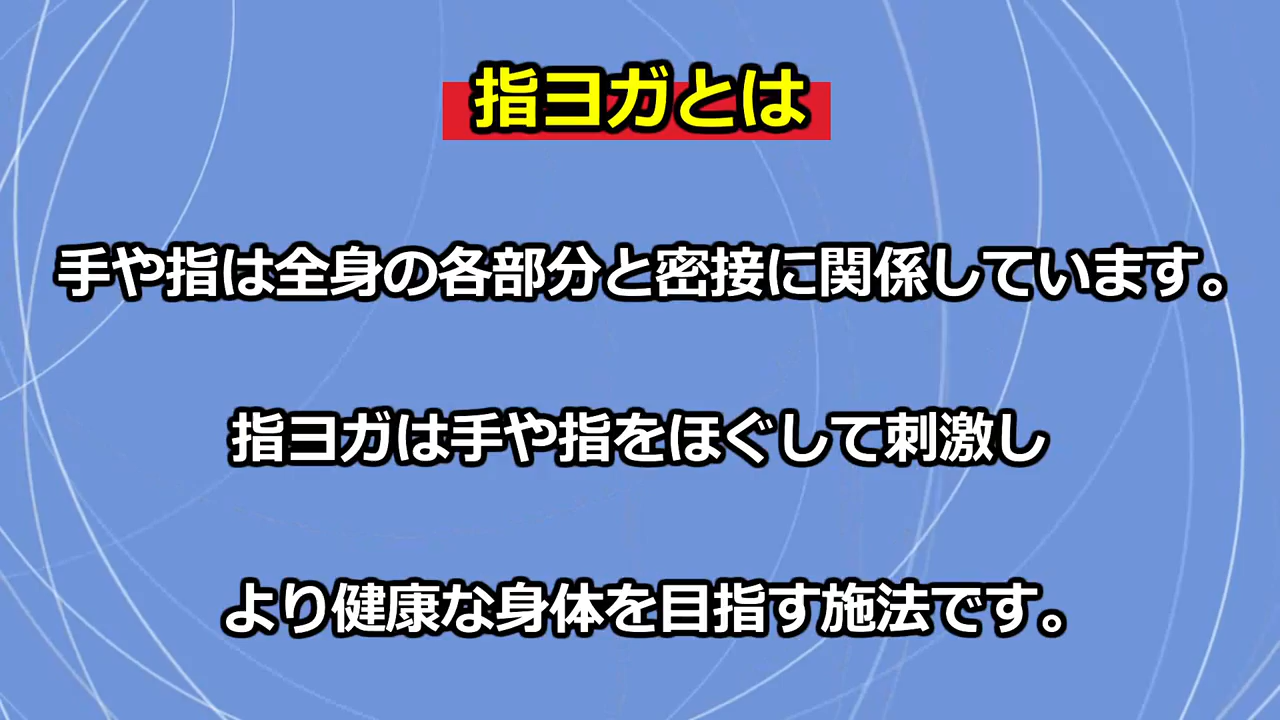 指ヨガとは
手や指は全身の各部分と密接に関係しています。
指ヨガは手や指をほぐして刺激し
より健康な身体を目指す施法です。